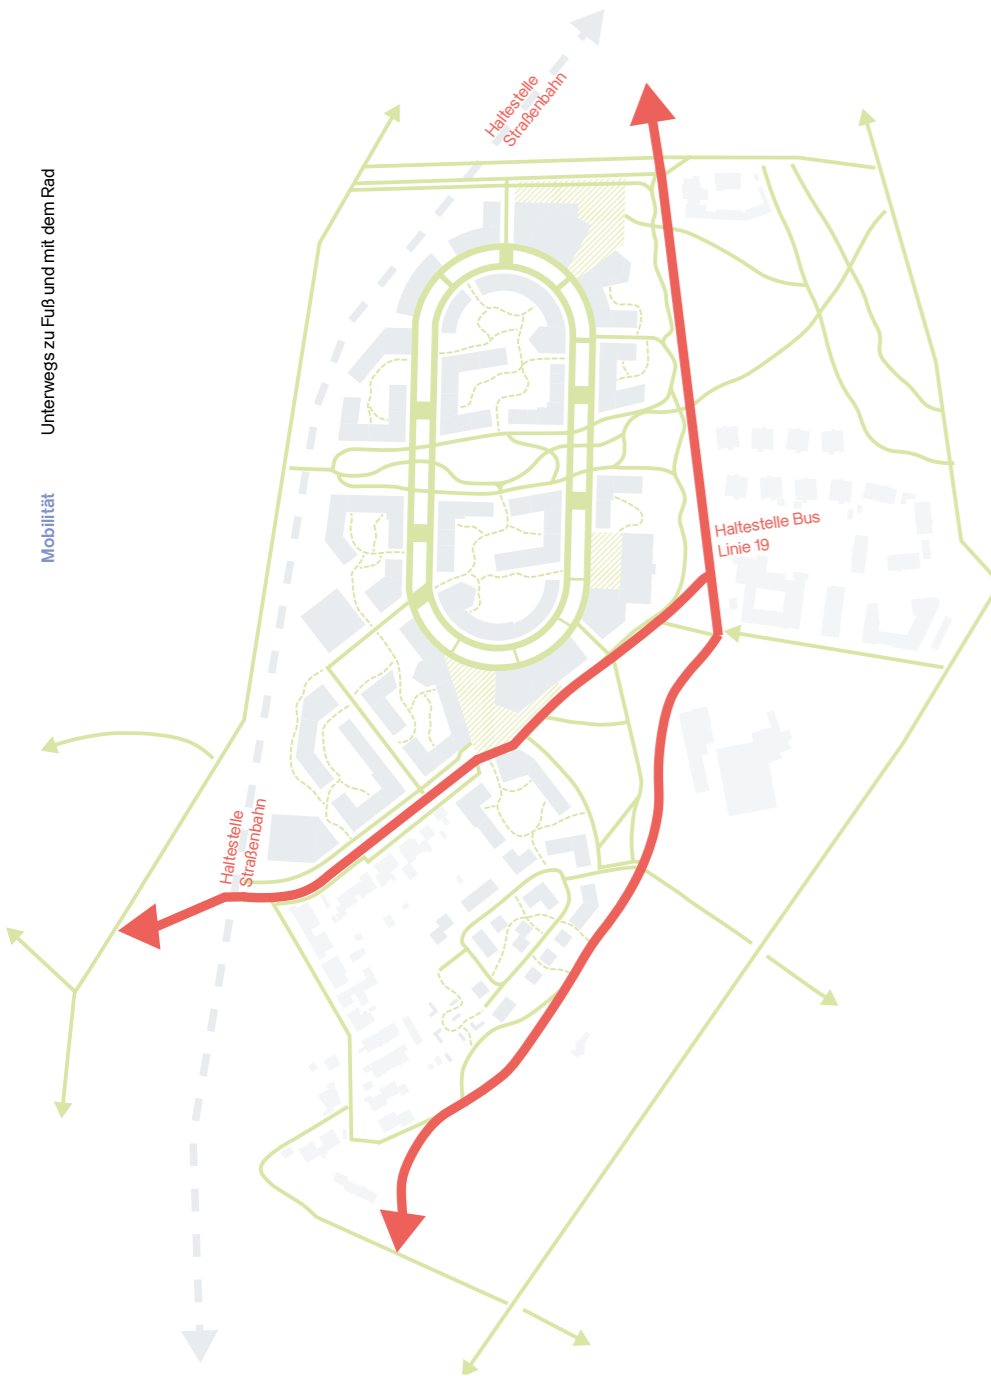 Mobilität
Unterwegs zu Fuß und mit dem Rad
Haltestelle
Straßenbahn
Haltestelle Bus
Linie 19
Haltestelle
Straßenbahn